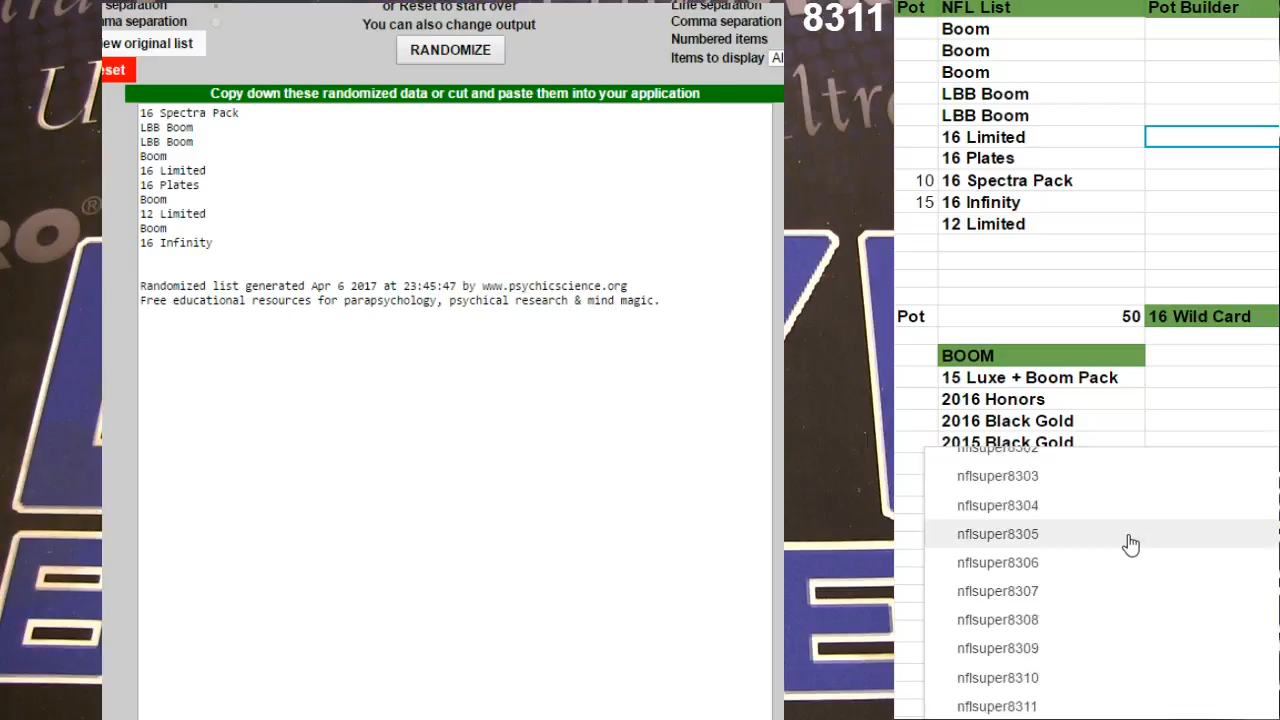 or Reset to start over
You can also change output
RANDOMIZE
separation
ma separation
ew original list
eset
Line separation
Comma separation
Numbered items
Items to display Al
8311
Copy down these randomized data or cut and paste them into your application
16 Spectra Pack
LBB Boom
LBB Boom
Boom
16 Limited
16 Plates
Boom
12 Limited
Boom
16 Infinity
Randomized list generated Apr 6 2017 at 23:45:47 by www.psychicscience.org
Free educational resources for parapsychology, psychical research & mind magic.
Pot NFL List Pot Builder
Boom
Boom
Boom
LBB Boom
LBB Boom
16 Limited
16 Plates
10 16 Spectra Pack
15 16 Infinity
12 Limited
Pot 50 16 Wild Card
BOOM
15 Luxe + Boom Pack
2016 Honors
2016 Black Gold
2015 Black Gold
nflsuper8302
nflsuper8303
nflsuper8304
nflsuper8305
nflsuper8306
nflsuper8307
nflsuper8308
nflsuper8309
nflsuper8310
nflsuper8311